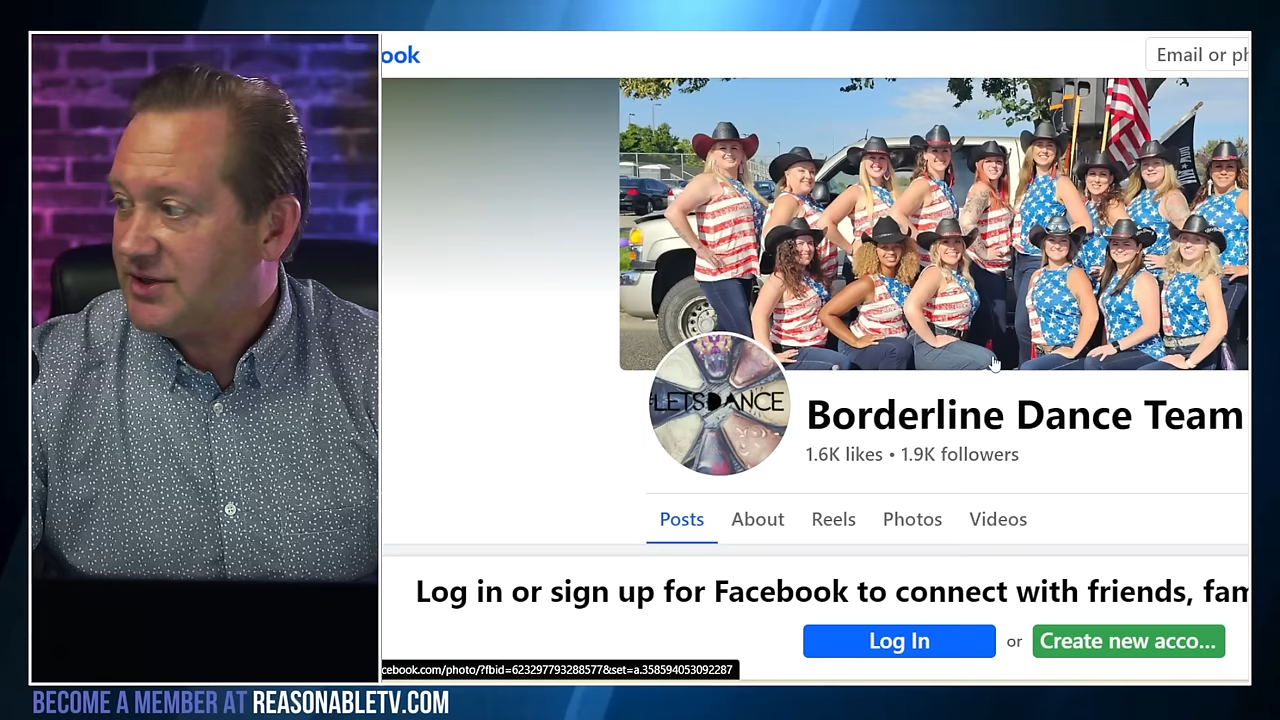 ook
Email or ph
#LETSDANCE
Borderline Dance Team
1.6K likes • 1.9K followers
Posts About Reels Photos Videos
Log in or sign up for Facebook to connect with friends, fam
Log In or Create new acco...
cebook.com/photo/?fbid=623297793288577&set=a.358594053092287
BECOME A MEMBER AT REASONABLETV.COM